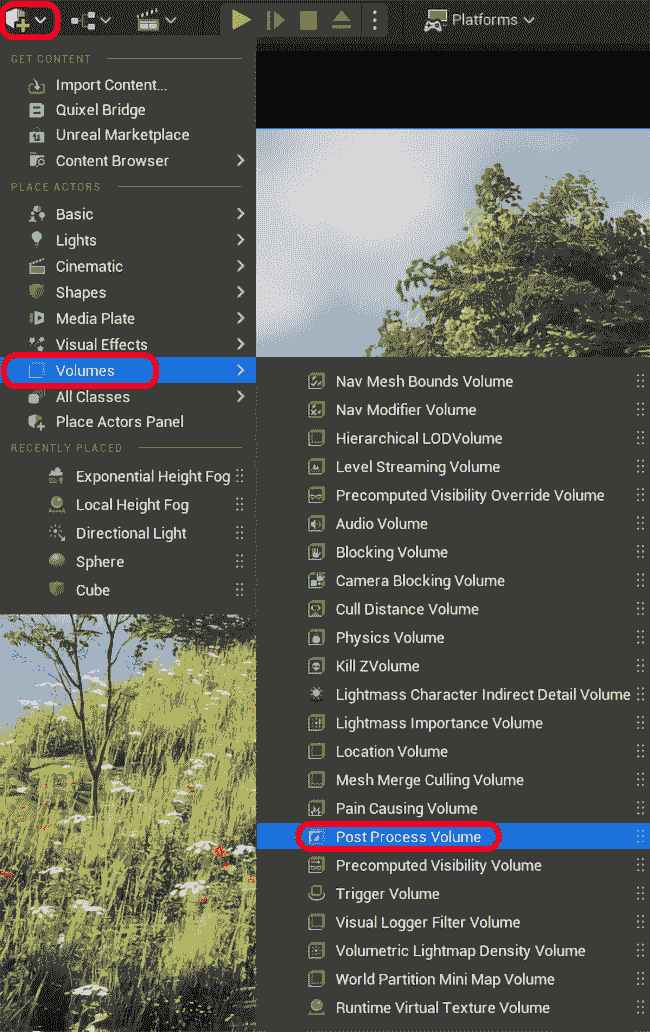 Platforms
GET CONTENT
Import Content...
Quixel Bridge
Unreal Marketplace
Content Browser
PLACE ACTORS
Basic
Lights
Cinematic
Shapes
Media Plate
Visual Effects
Volumes
All Classes
Place Actors Panel
RECENTLY PLACED
Exponential Height Fog
Local Height Fog
Directional Light
Sphere
Cube
Nav Mesh Bounds Volume
Nav Modifier Volume
Hierarchical LODVolume
Level Streaming Volume
Precomputed Visibility Override Volume
Audio Volume
Blocking Volume
Camera Blocking Volume
Cull Distance Volume
Physics Volume
Kill ZVolume
Lightmass Character Indirect Detail Volume
Lightmass Importance Volume
Location Volume
Mesh Merge Culling Volume
Pain Causing Volume
Post Process Volume
Precomputed Visibility Volume
Trigger Volume
Visual Logger Filter Volume
Volumetric Lightmap Density Volume
World Partition Mini Map Volume
Runtime Virtual Texture Volume